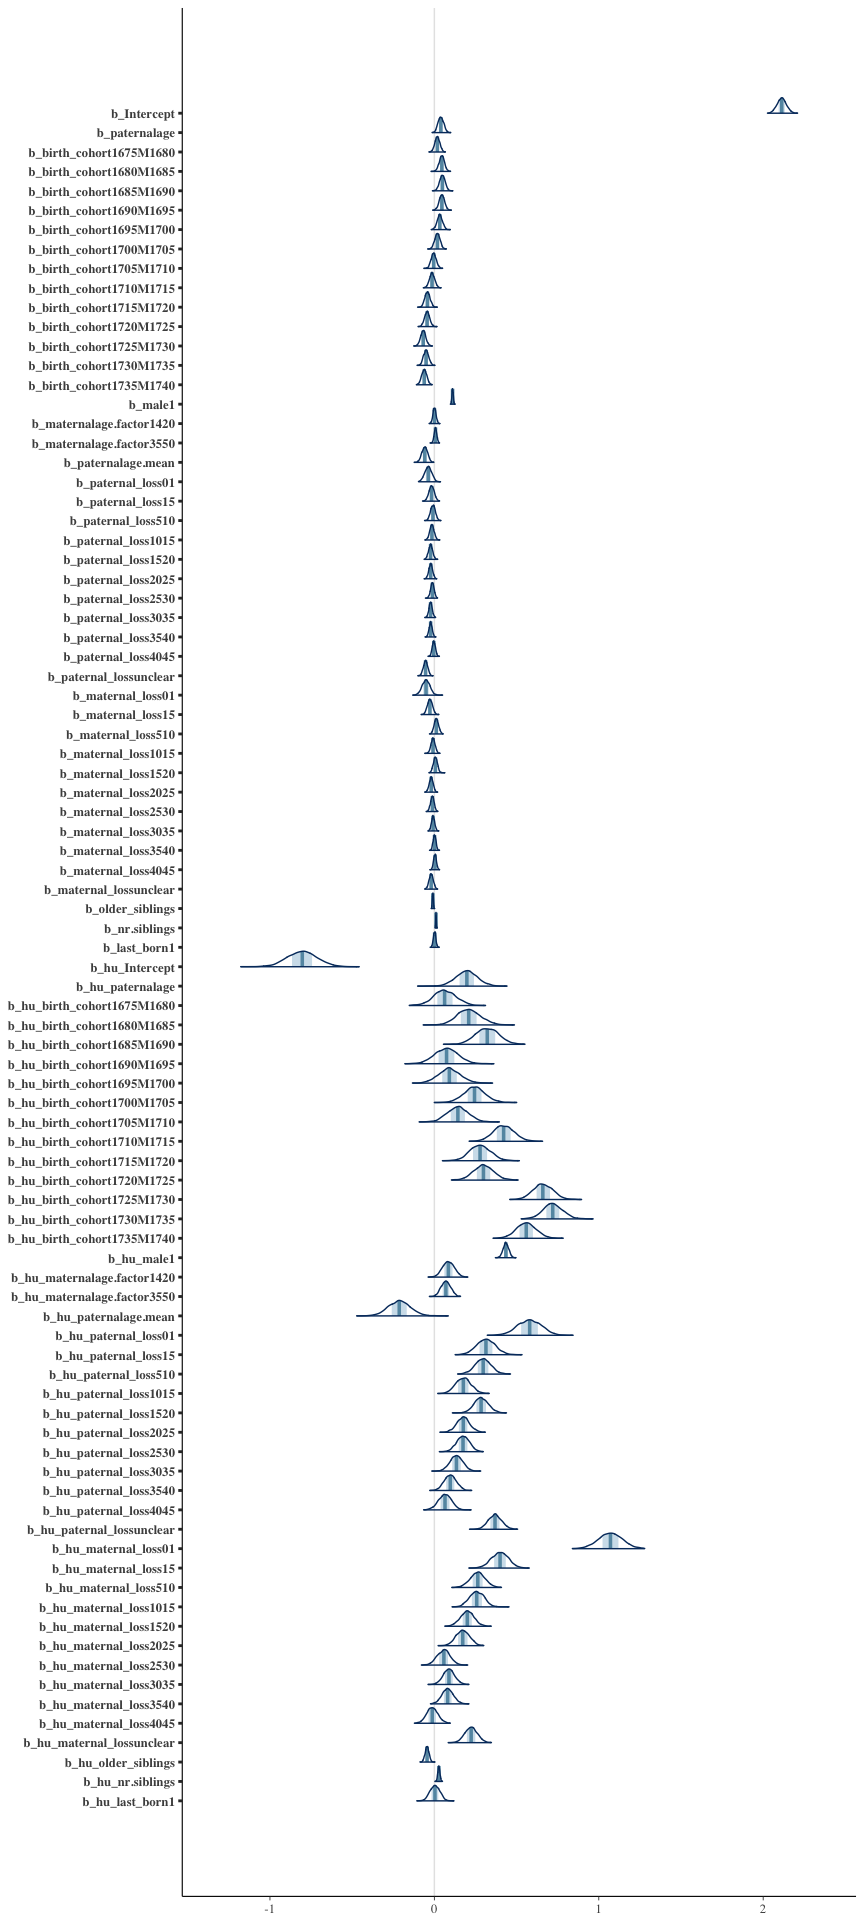 b_Intercept
b_paternalage
b_birth_cohort1675M1680
b_birth_cohort1680M1685
b_birth_cohort1685M1690
b_birth_cohort1690M1695
b_birth_cohort1695M1700
b_birth_cohort1700M1705
b_birth_cohort1705M1710
b_birth_cohort1710M1715
b_birth_cohort1715M1720
b_birth_cohort1720M1725
b_birth_cohort1725M1730
b_birth_cohort1730M1735
b_birth_cohort1735M1740
b_male1
b_maternalage.factor1420
b_maternalage.factor3550
b_paternalage.mean
b_paternal_loss01
b_paternal_loss15
b_paternal_loss510
b_paternal_loss1015
b_paternal_loss1520
b_paternal_loss2025
b_paternal_loss2530
b_paternal_loss3035
b_paternal_loss3540
b_paternal_loss4045
b_paternal_lossunclear
b_maternal_loss01
b_maternal_loss15
b_maternal_loss510
b_maternal_loss1015
b_maternal_loss1520
b_maternal_loss2025
b_maternal_loss2530
b_maternal_loss3035
b_maternal_loss3540
b_maternal_loss4045
b_maternal_lossunclear
b_older_siblings
b_nr.siblings
b_last_born1
b_hu_Intercept
b_hu_paternalage
b_hu_birth_cohort1675M1680
b_hu_birth_cohort1680M1685
b_hu_birth_cohort1685M1690
b_hu_birth_cohort1690M1695
b_hu_birth_cohort1695M1700
b_hu_birth_cohort1700M1705
b_hu_birth_cohort1705M1710
b_hu_birth_cohort1710M1715
b_hu_birth_cohort1715M1720
b_hu_birth_cohort1720M1725
b_hu_birth_cohort1725M1730
b_hu_birth_cohort1730M1735
b_hu_birth_cohort1735M1740
b_hu_male1
b_hu_maternalage.factor1420
b_hu_maternalage.factor3550
b_hu_paternalage.mean
b_hu_paternal_loss01
b_hu_paternal_loss15
b_hu_paternal_loss510
b_hu_paternal_loss1015
b_hu_paternal_loss1520
b_hu_paternal_loss2025
b_hu_paternal_loss2530
b_hu_paternal_loss3035
b_hu_paternal_loss3540
b_hu_paternal_loss4045
b_hu_paternal_lossunclear
b_hu_maternal_loss01
b_hu_maternal_loss15
b_hu_maternal_loss510
b_hu_maternal_loss1015
b_hu_maternal_loss1520
b_hu_maternal_loss2025
b_hu_maternal_loss2530
b_hu_maternal_loss3035
b_hu_maternal_loss3540
b_hu_maternal_loss4045
b_hu_maternal_lossunclear
b_hu_older_siblings
b_hu_nr.siblings
b_hu_last_born1
-1 0 1 2